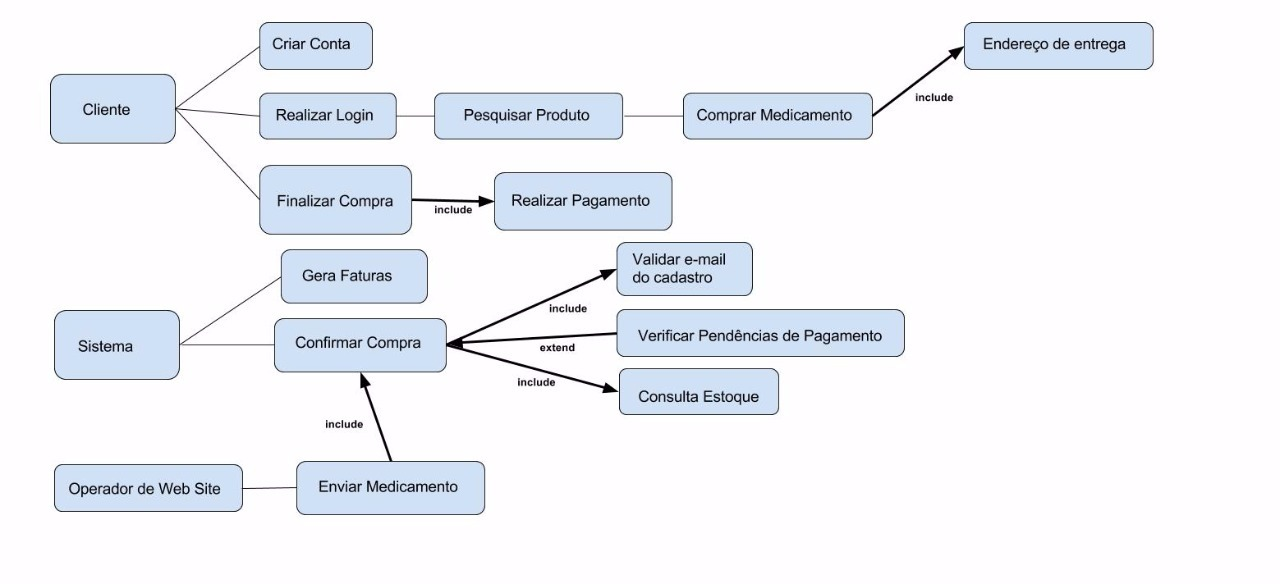 Criar Conta
Endereço de entrega
Cliente
include
Realizar Login
Pesquisar Produto
Comprar Medicamento
Finalizar Compra
include
Realizar Pagamento
Gera Faturas
Validar e-mail
do cadastro
include
Sistema
Confirmar Compra
extend
Verificar Pendências de Pagamento
include
Consulta Estoque
include
Operador de Web Site
Enviar Medicamento